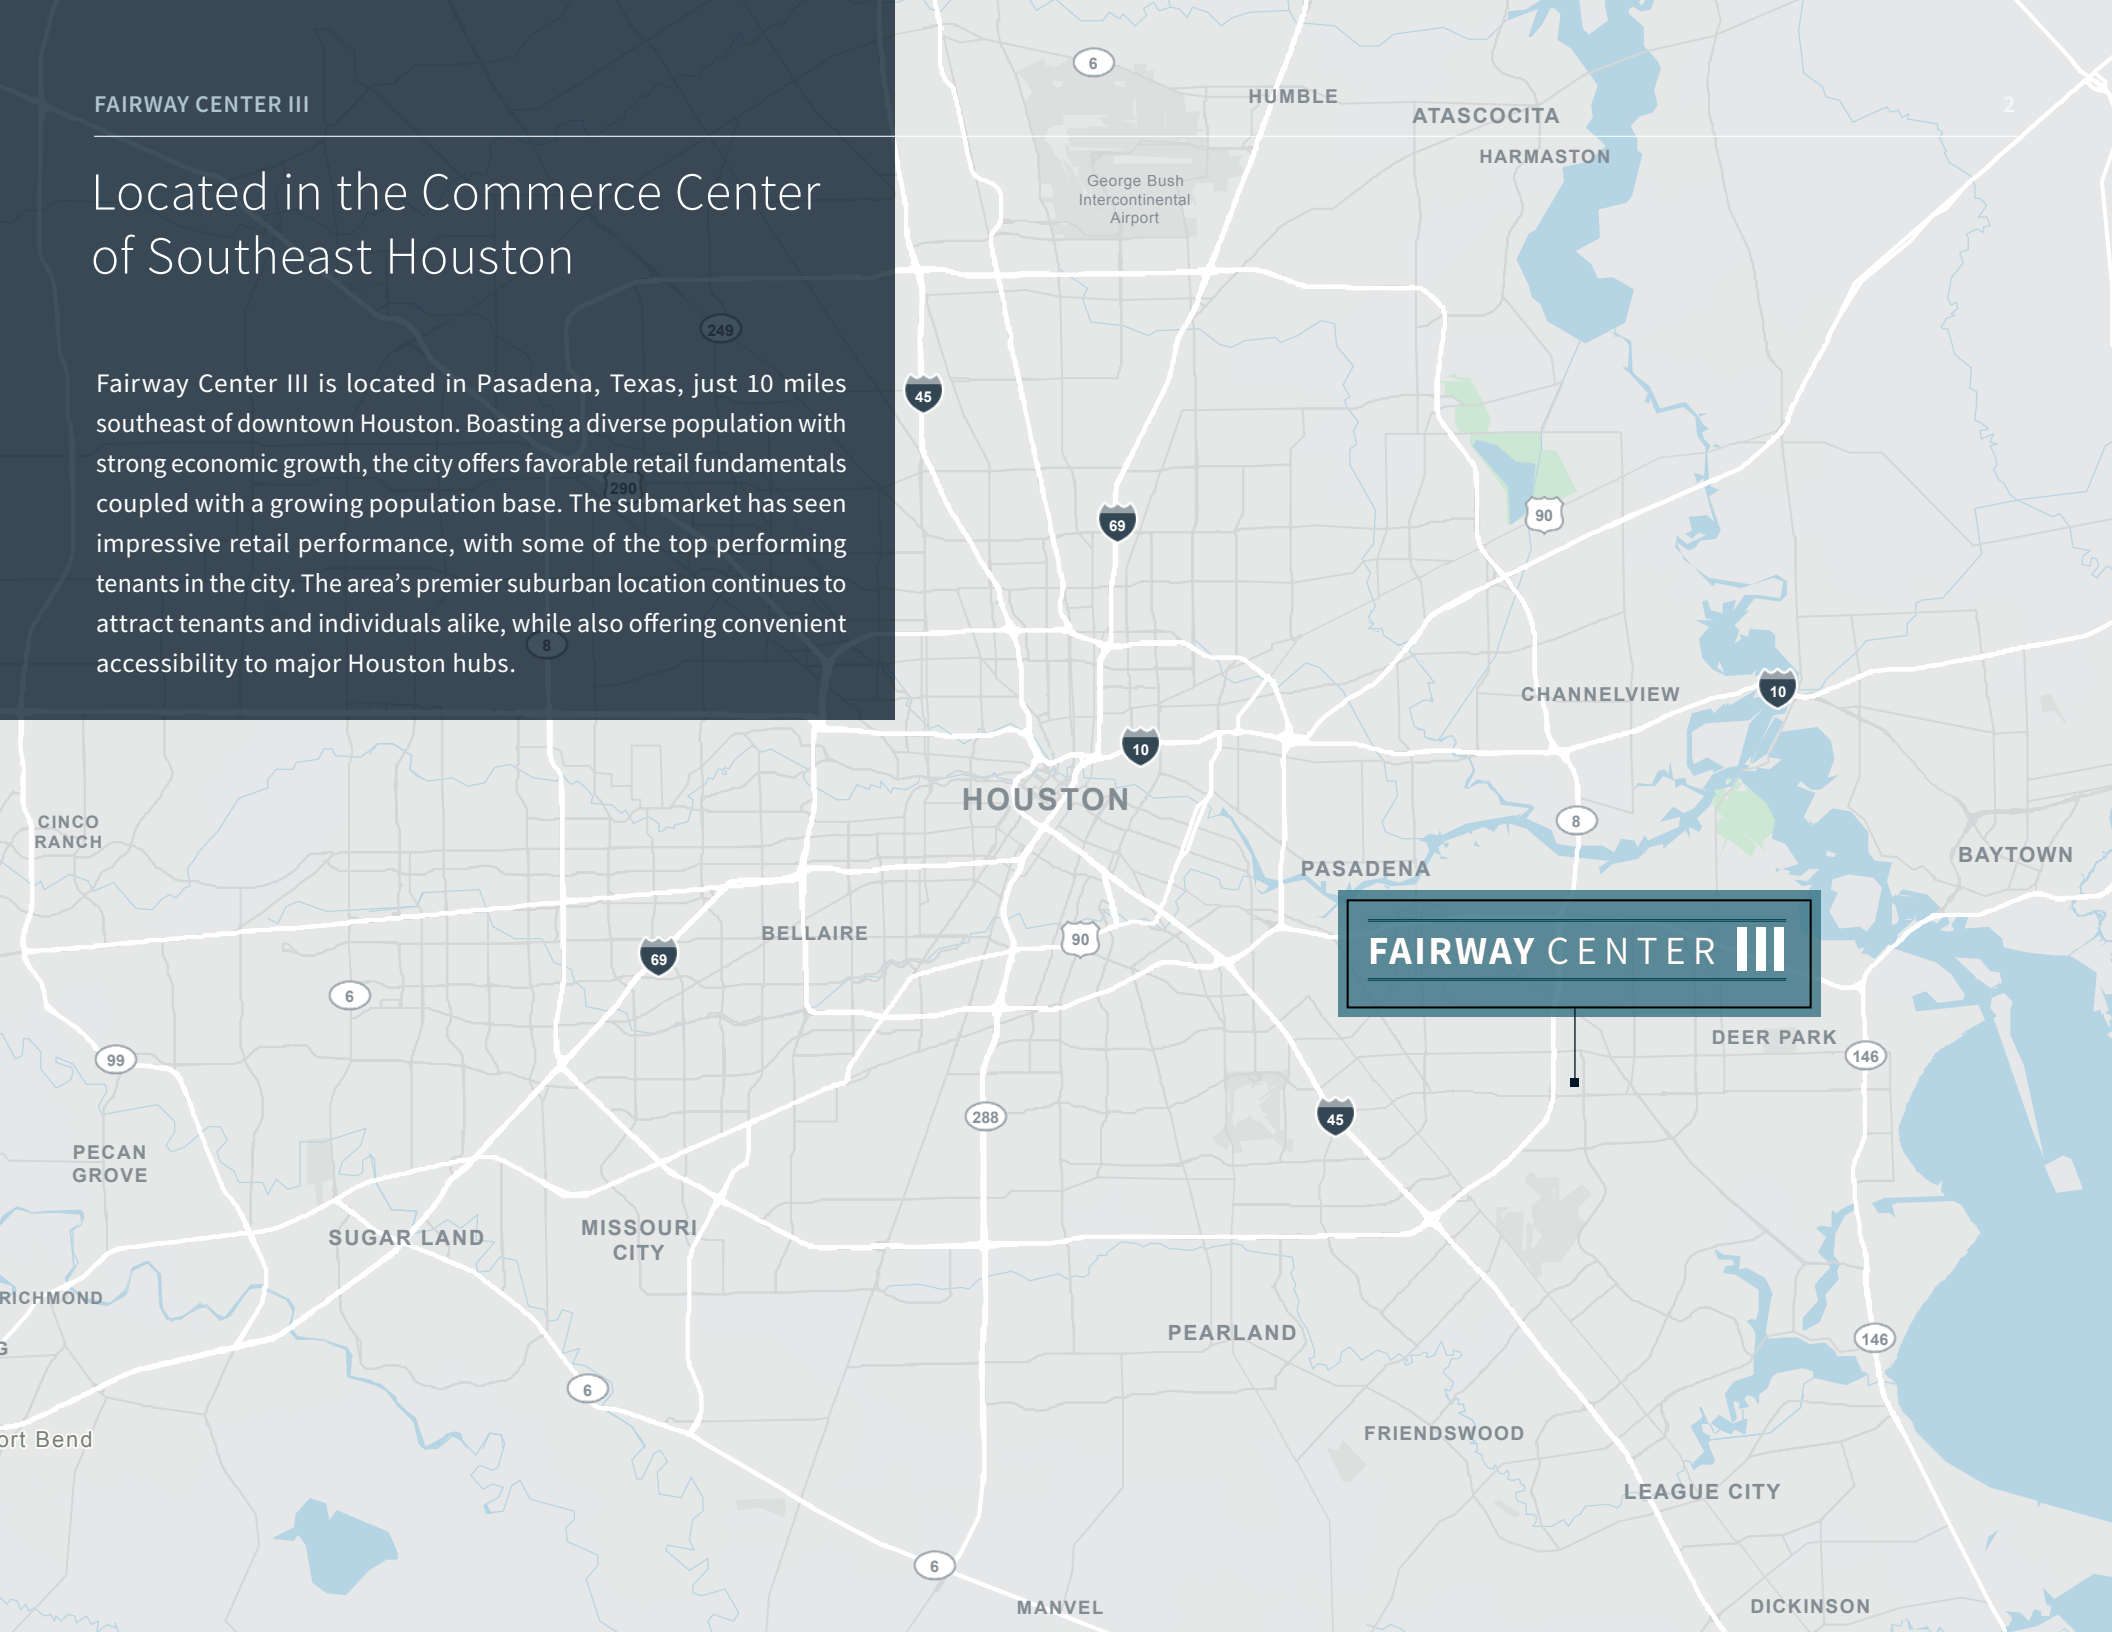 FAIRWAY CENTER III
2
Located in the Commerce Center
of Southeast Houston
Fairway Center III is located in Pasadena, Texas, just 10 miles
southeast of downtown Houston. Boasting a diverse population with
strong economic growth, the city offers favorable retail fundamentals
coupled with a growing population base. The submarket has seen
impressive retail performance, with some of the top performing
tenants in the city. The area’s premier suburban location continues to
attract tenants and individuals alike, while also offering convenient
accessibility to major Houston hubs.
249
290
8
6
HUMBLE
ATASCOCITA
HARMASTON
George Bush
Intercontinental
Airport
45
69
90
CHANNELVIEW
10
10
HOUSTON
8
CINCO
RANCH
PASADENA
BAYTOWN
BELLAIRE
90
FAIRWAY CENTER III
69
6
DEER PARK
99
146
288
45
PECAN
GROVE
SUGAR LAND
MISSOURI
CITY
RICHMOND
G
PEARLAND
146
6
ort Bend
FRIENDSWOOD
LEAGUE CITY
6
MANVEL
DICKINSON